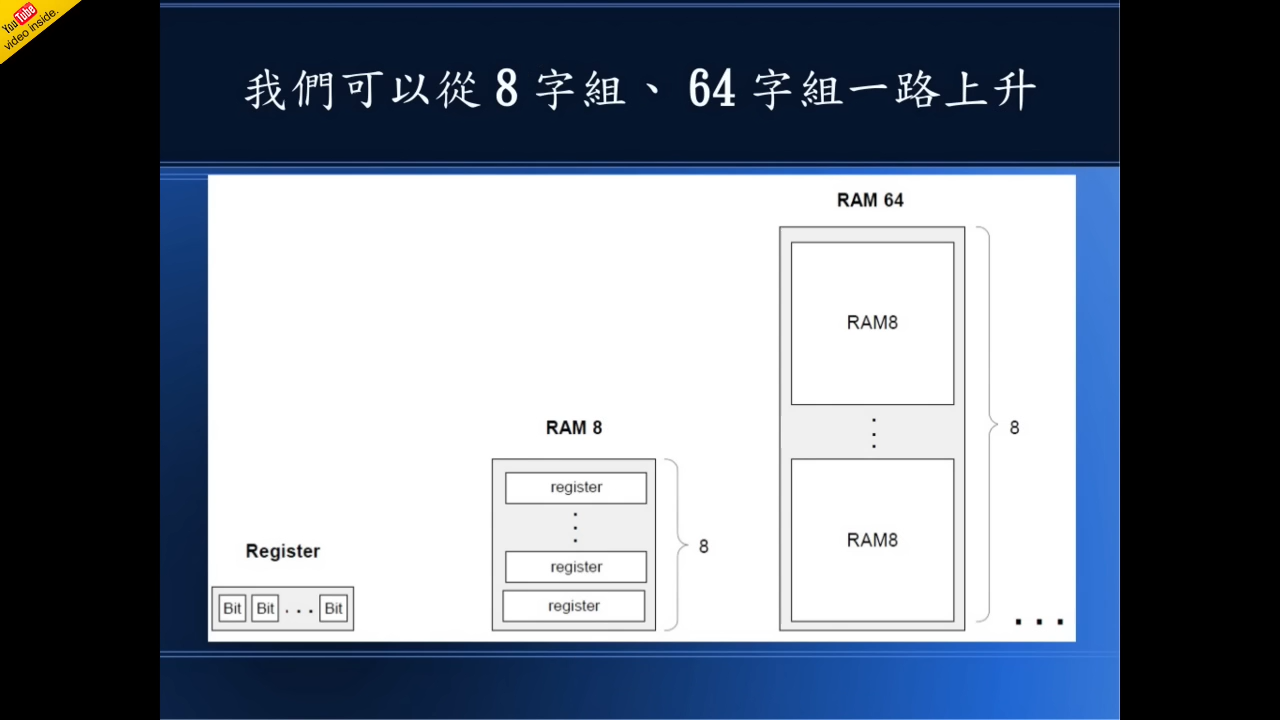 YouTube
video inside.
我們可以從 8 字組、 64 字組一路上升
RAM 64
RAM8
8
RAM 8
register
register
8
RAM8
Register
register
Bit Bit . . . Bit
. . .